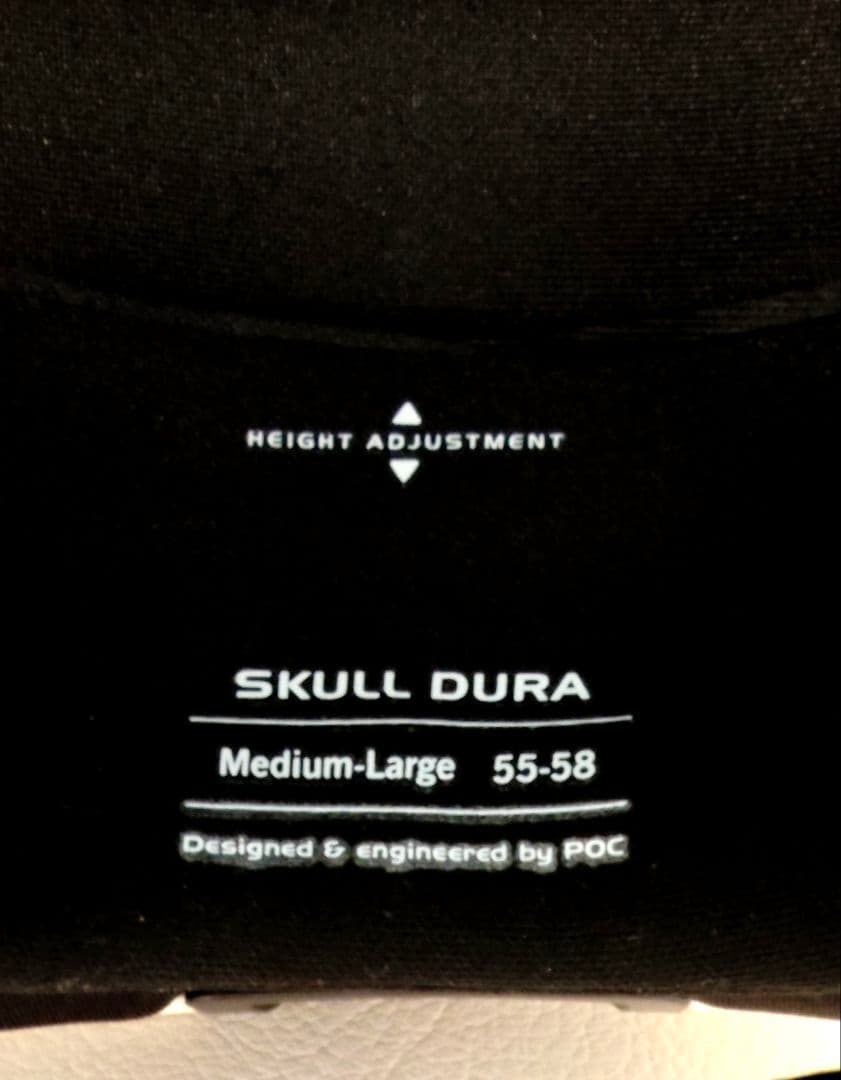 HEIGHT ADJUSTMENT
SKULL DURA
Medium-Large 55-58
Designed & engineered by POC